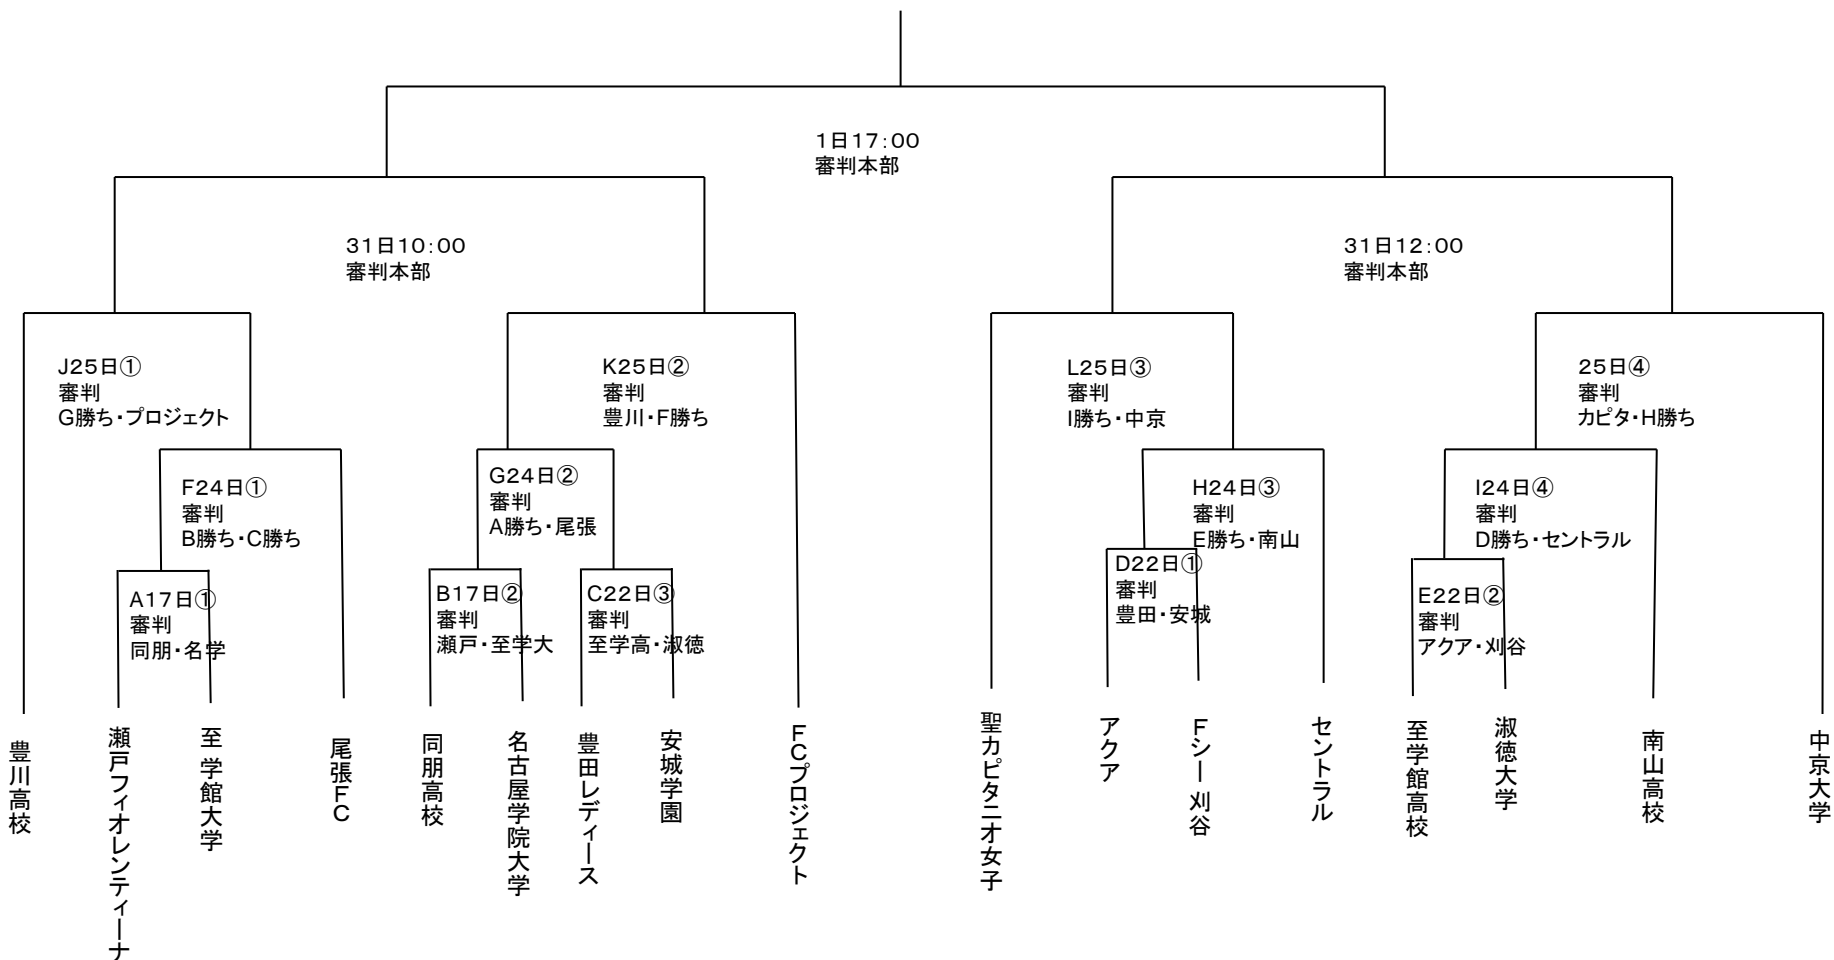 1日17:00
審判本部
31日10:00
審判本部
31日12:00
審判本部
J25日①
審判
G勝ち・プロジェクト
K25日②
審判
豊川・F勝ち
L25日③
審判
I勝ち・中京
25日④
審判
カピタ・H勝ち
F24日①
審判
B勝ち・C勝ち
G24日②
審判
A勝ち・尾張
H24日③
審判
E勝ち・南山
I24日④
審判
D勝ち・セントラル
A17日①
審判
同朋・名学
B17日②
審判
瀬戸・至学大
C22日③
審判
至学高・淑徳
D22日①
審判
豊田・安城
E22日②
審判
アクア・刈谷
豊川高校
瀬戸フィオレンティーナ
至学館大学
尾張FC
同朋高校
名古屋学院大学
豊田レディース
安城学園
FCプロジェクト
聖カピタニオ女子
アクア
Fシー刈谷
セントラル
至学館高校
淑徳大学
南山高校
中京大学